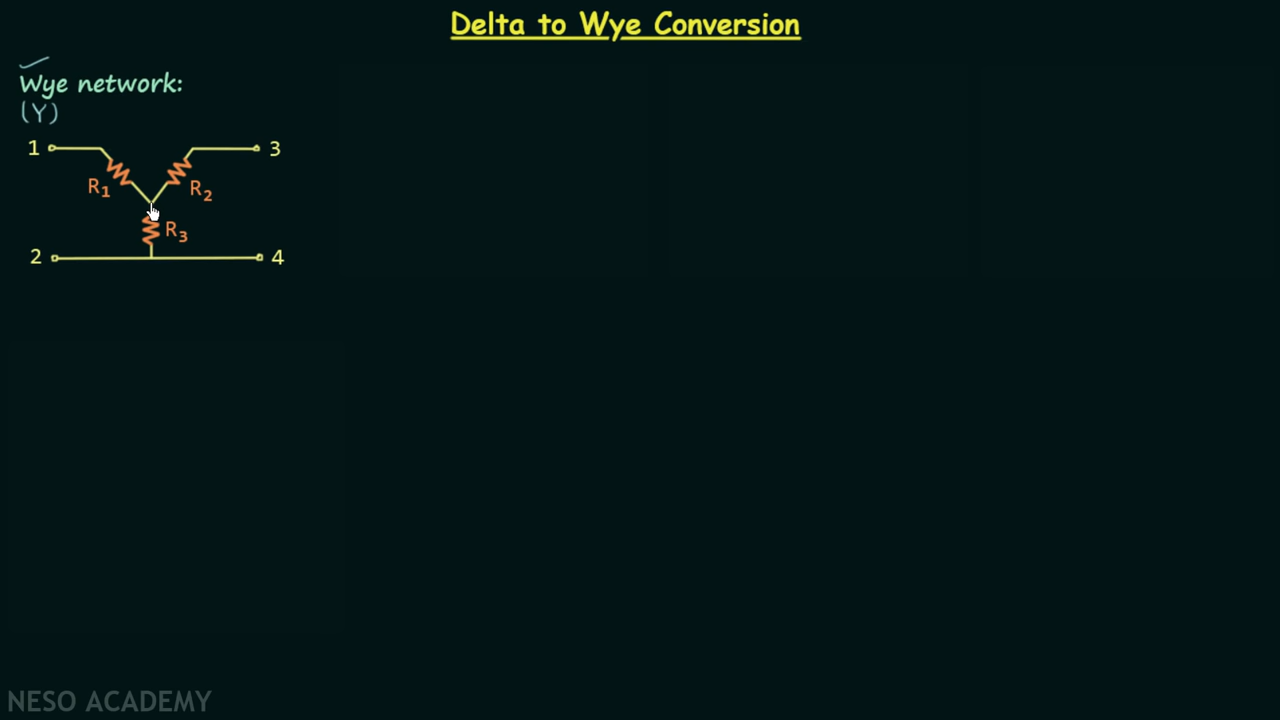 Delta to Wye Conversion
Wye network:
(Y)
1 3
R1 R2
R3
2 4
NESO ACADEMY